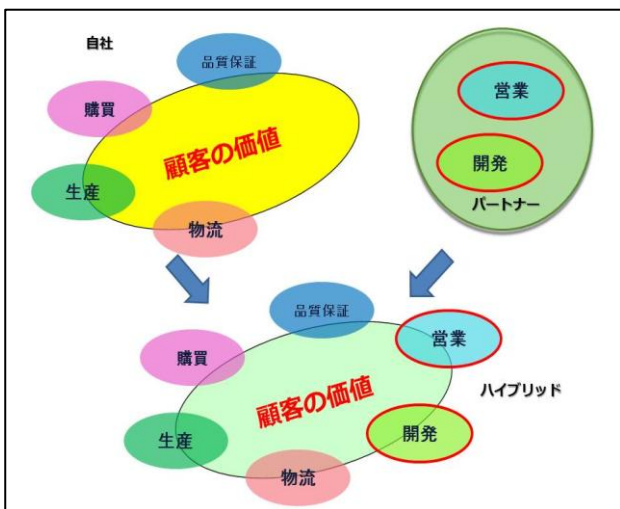 自社
品質保証
購買
顧客の価値
生産
物流
営業
開発
パートナー
品質保証
営業
購買
顧客の価値
ハイブリッド
生産
開発
物流